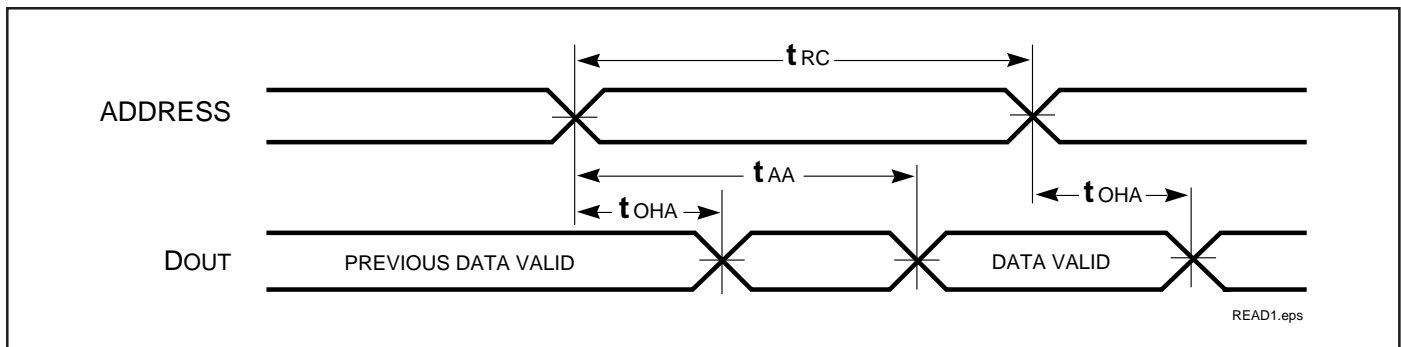 tRC
ADDRESS
tAA
tOHA
tOHA
DOUT
PREVIOUS DATA VALID
DATA VALID
READ1.eps